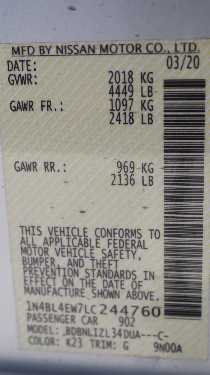 MFD BY NISSAN MOTOR CO., LTD.
DATE: 03/20
GVWR: 2018 KG
4449 LB
GAWR FR.: 1097 KG
2418 LB
GAWR RR.: 969 KG
2136 LB
THIS VEHICLE CONFORMS TO
ALL APPLICABLE FEDERAL
MOTOR VEHICLE SAFETY,
BUMPER, AND THEFT
PREVENTION STANDARDS IN
EFFECT ON THE DATE OF
MANUFACTURE SHOWN ABOVE.
1N4BL4EW7LC244760
PASSENGER CAR 902
MODEL: BDBNLIZL34DUA---C-
COLOR: K23 TRIM: G 9N00A